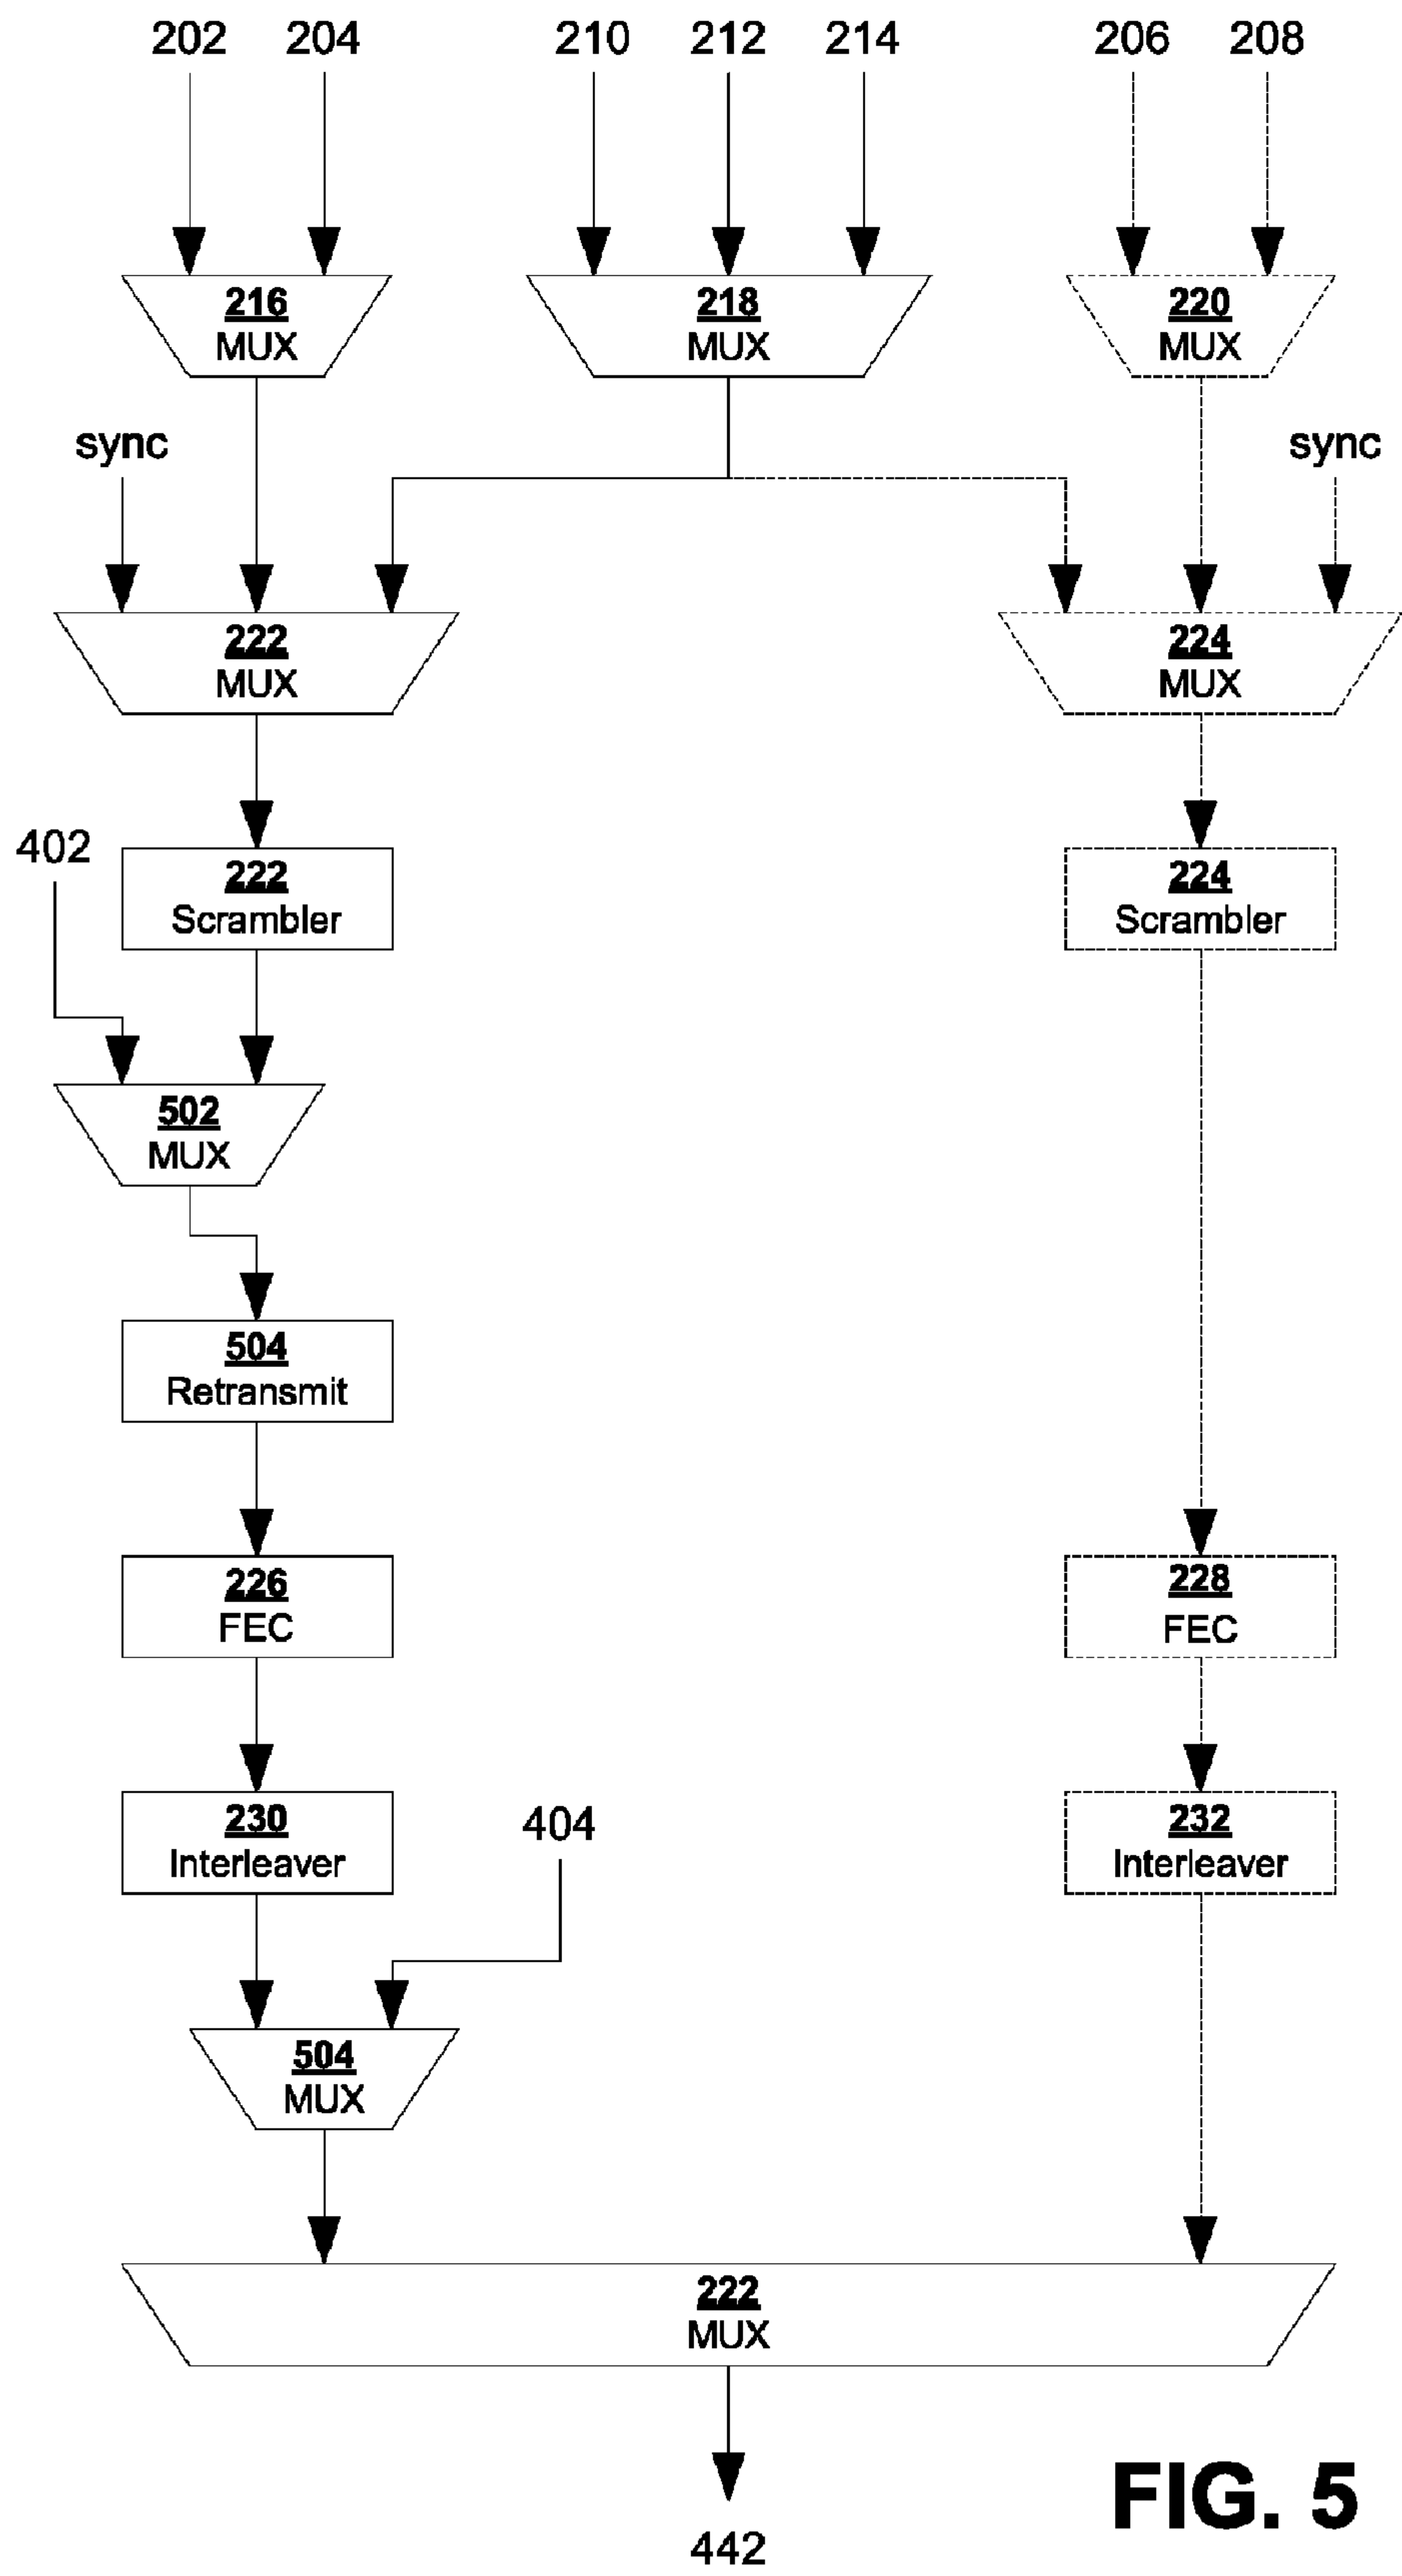 202 204 210 212 214 206 208
216 218 220
MUX MUX MUX
sync sync
222 224
MUX MUX
402
222 224
Scrambler Scrambler
502
MUX
504
Retransmit
226 228
FEC FEC
230 232
Interleaver Interleaver
404
504
MUX
222
MUX
442
FIG. 5